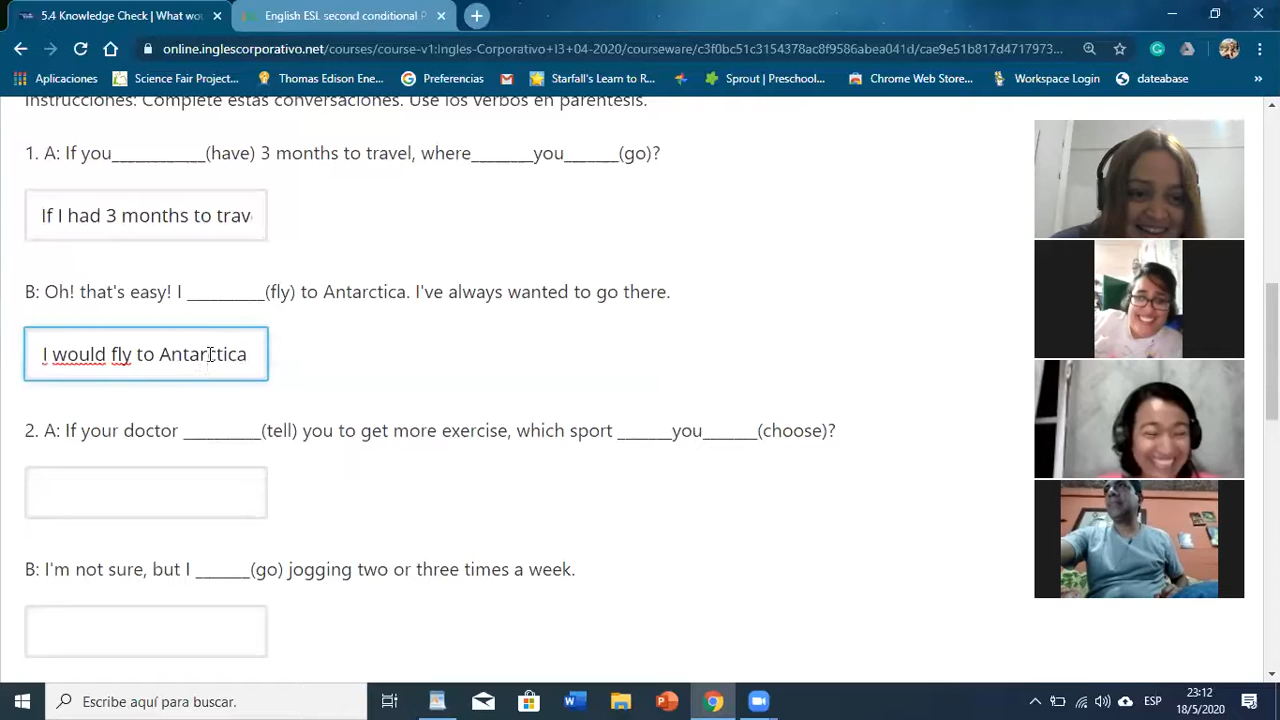 5.4 Knowledge Check | What wo
English ESL second conditional P
online.inglescorporativo.net/courses/course-v1:Ingles-Corporativo+I3+04-2020/courseware/c3f0bc51c3154378ac8f9586abea041d/cae9e51b817d4717973...
Aplicaciones
Science Fair Project...
Thomas Edison Ene...
Preferencias
Starfall's Learn to R...
Sprout | Preschool...
Chrome Web Store...
Workspace Login
dateabase
»
Instrucciones: Complete estas conversaciones. Use los verbos en paréntesis.
1. A: If you___________(have) 3 months to travel, where_______you______(go)?
If I had 3 months to trav
B: Oh! that's easy! I _________(fly) to Antarctica. I've always wanted to go there.
I would fly to Antarctica
2. A: If your doctor _________(tell) you to get more exercise, which sport ______you______(choose)?
B: I'm not sure, but I ______(go) jogging two or three times a week.
Escribe aquí para buscar.
ESP
23:12
18/5/2020